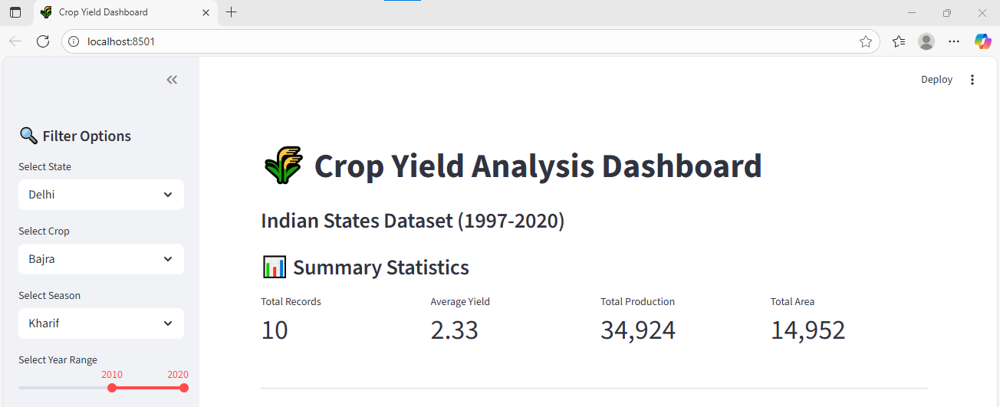 Crop Yield Dashboard
localhost:8501
Deploy
Filter Options
Select State
Delhi
Select Crop
Bajra
Select Season
Kharif
Select Year Range
2010 2020
Crop Yield Analysis Dashboard
Indian States Dataset (1997-2020)
Summary Statistics
Total Records Average Yield Total Production Total Area
10 2.33 34,924 14,952